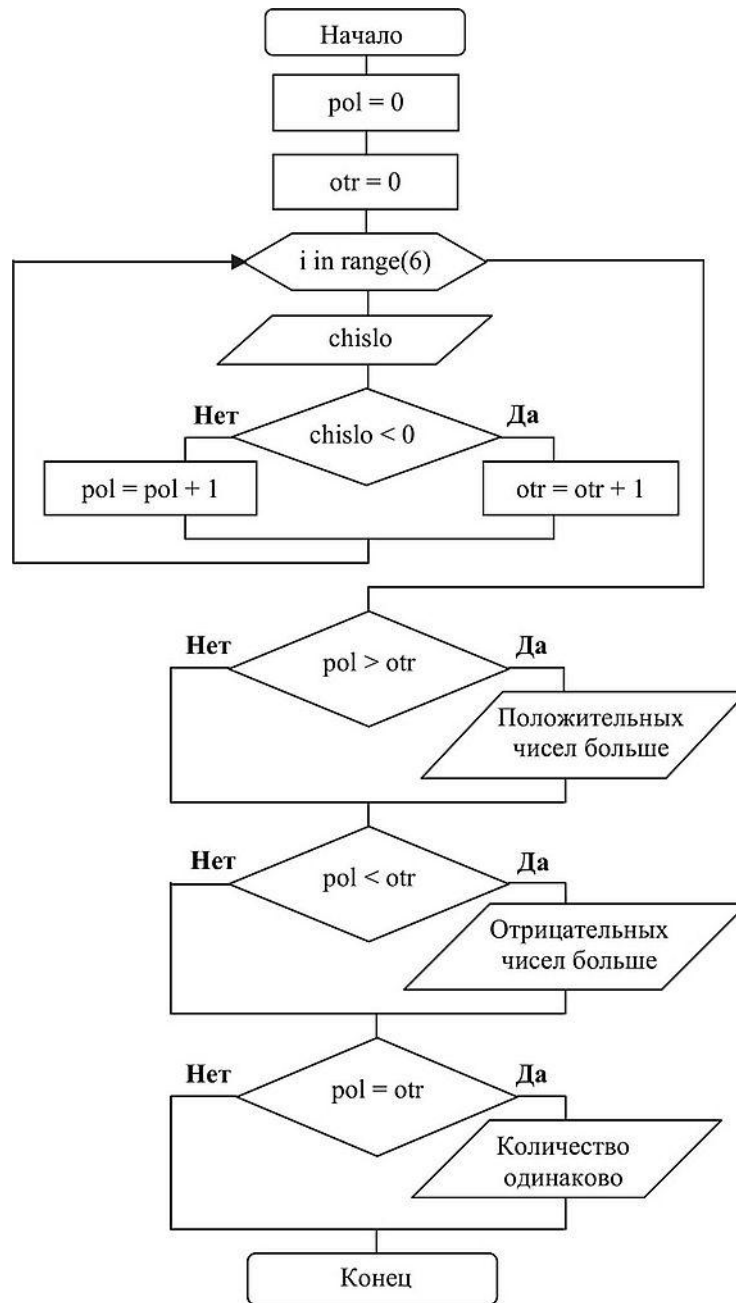 Начало
pol = 0
otr = 0
i in range(6)
chislo
Нет
Да
chislo < 0
pol = pol + 1
otr = otr + 1
Нет
Да
pol > otr
Положительных
чисел больше
Нет
Да
pol < otr
Отрицательных
чисел больше
Нет
Да
pol = otr
Количество
одинаково
Конец